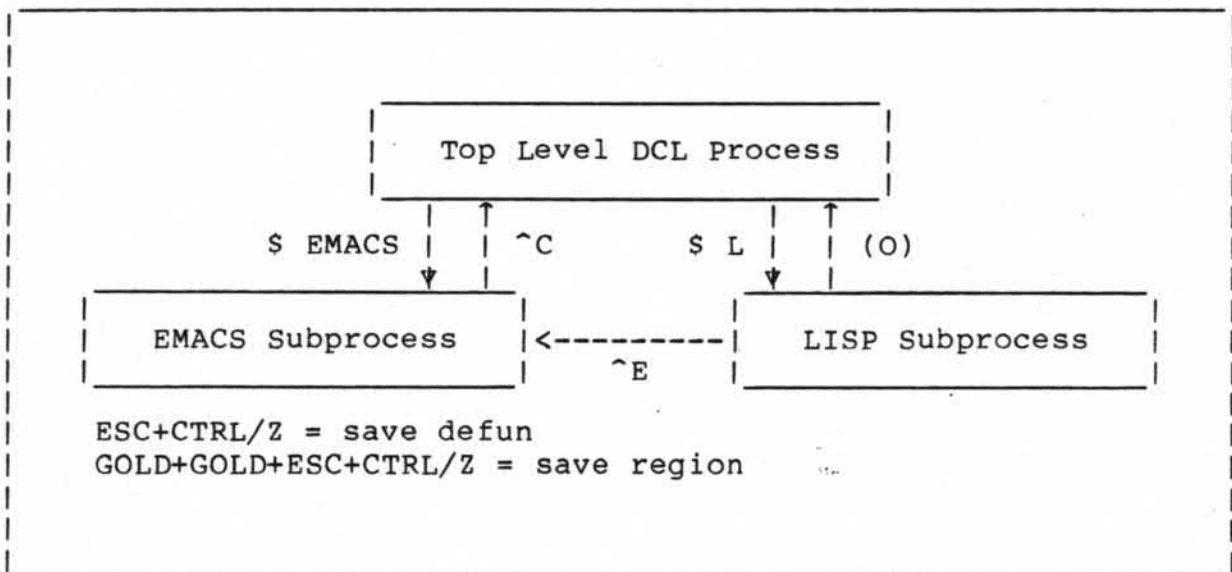 Top Level DCL Process
$ EMACS ^C $ L (O)
EMACS Subprocess <---------- LISP Subprocess
^E
ESC+CTRL/Z = save defun
GOLD+GOLD+ESC+CTRL/Z = save region